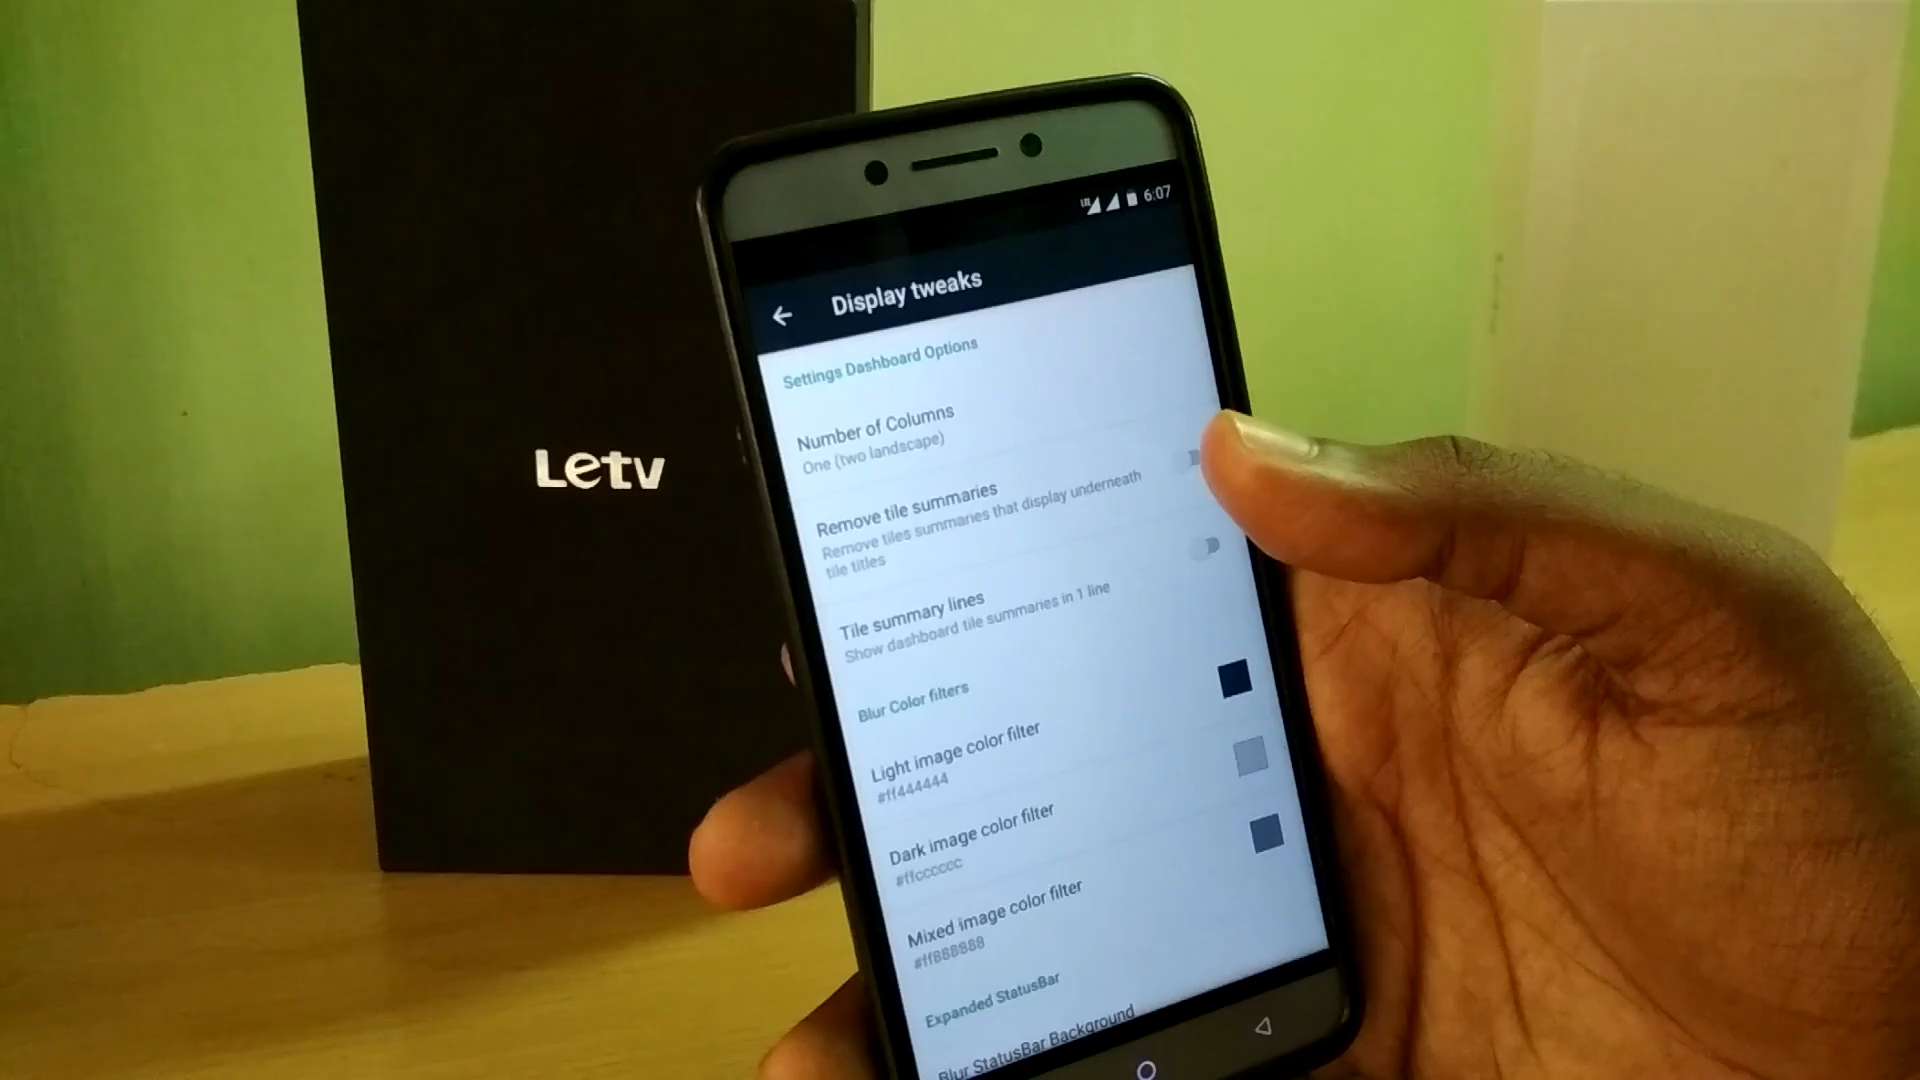 Letv
LTE
6:07
Display tweaks
Settings Dashboard Options
Number of Columns
One (two landscape)
Remove tile summaries
Remove tiles summaries that display underneath
tile titles
Tile summary lines
Show dashboard tile summaries in 1 line
Blur Color filters
Light image color filter
#ff444444
Dark image color filter
#ffcccccc
Mixed image color filter
#ff888888
Expanded StatusBar
Blur StatusBar Background